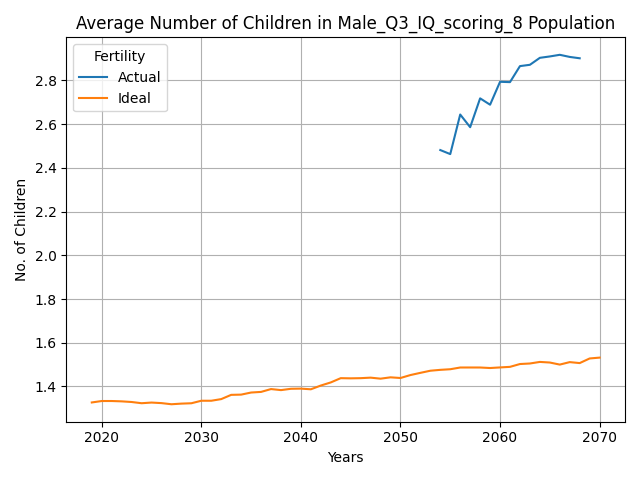 Average Number of Children in Male_Q3_IQ_scoring_8 Population
Fertility
Actual
Ideal
No. of Children
2.8
2.6
2.4
2.2
2.0
1.8
1.6
1.4
2020 2030 2040 2050 2060 2070
Years